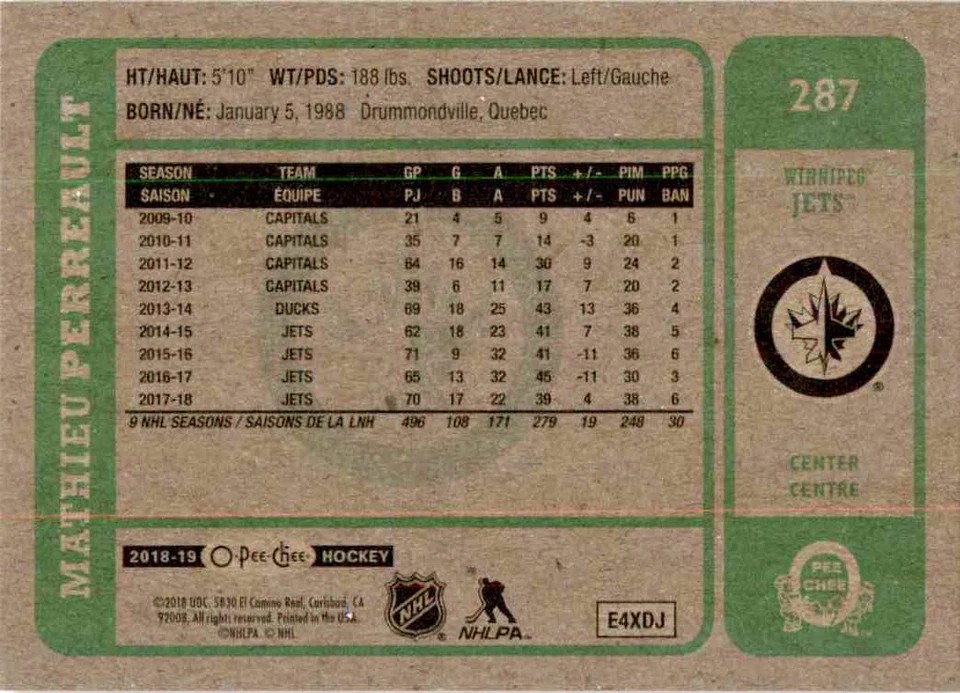 MATHIEU PERREAULT
HT/HAUT: 5'10" WT/PDS: 188 lbs. SHOOTS/LANCE: Left/Gauche
BORN/NÉ: January 5, 1988 Drummondville, Quebec
SEASON TEAM GP G A PTS +/- PIM PPG
SAISON ÉQUIPE PJ B A PTS +/- PUN BAN
2009-10 CAPITALS 21 4 5 9 4 6 1
2010-11 CAPITALS 35 7 7 14 -3 20 1
2011-12 CAPITALS 64 16 14 30 9 24 2
2012-13 CAPITALS 39 6 11 17 7 20 2
2013-14 DUCKS 69 18 25 43 13 36 4
2014-15 JETS 62 18 23 41 7 38 5
2015-16 JETS 71 9 32 41 -11 36 6
2016-17 JETS 65 13 32 45 -11 30 3
2017-18 JETS 70 17 22 39 4 38 6
9 NHL SEASONS / SAISONS DE LA LNH 496 108 171 279 19 248 30
2018-19 O-Pee-Chee HOCKEY
©2018 UDC. 5830 El Camino Real, Carlsbad, CA
92008. All rights reserved. Printed in the USA.
©NHLPA. © NHL
NHL ®
NHLPA™
E4XDJ
287
WINNIPEG™
JETS™
®
CENTER
CENTRE
O
PEE
CHEE